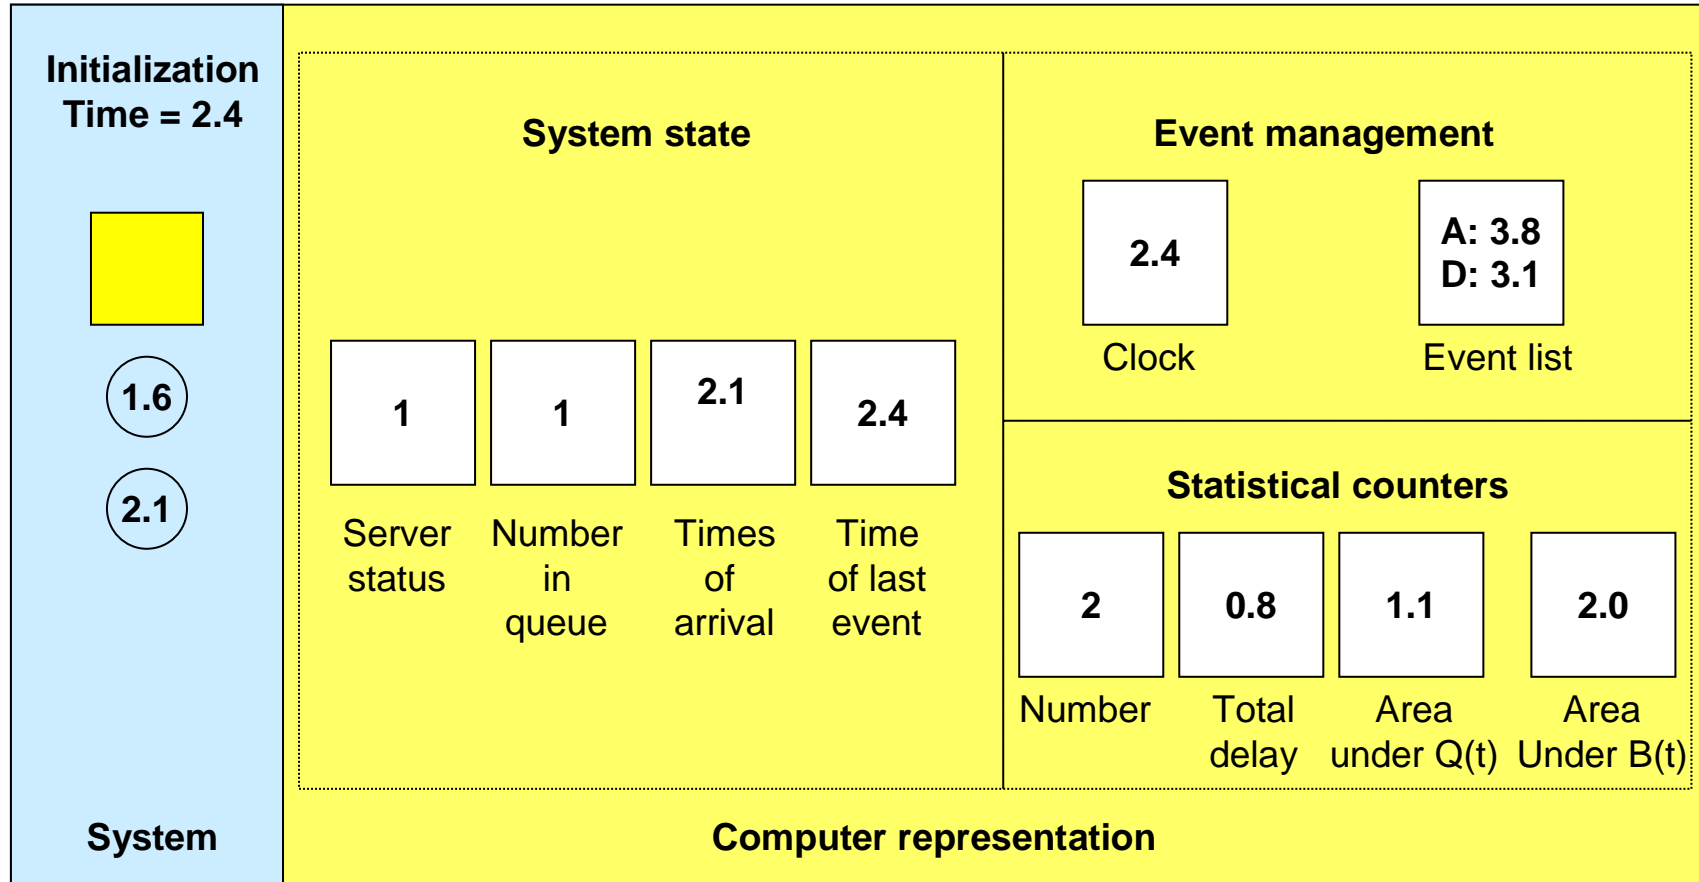 Initialization
Time = 2.4
1.6
2.1
System
System state
1
1
2.1
2.4
Server
status
Number
in
queue
Times
of
arrival
Time
of last
event
Event management
2.4
Clock
A: 3.8
D: 3.1
Event list
Statistical counters
2
0.8
1.1
2.0
Number
Total
delay
Area
under Q(t)
Area
Under B(t)
Computer representation